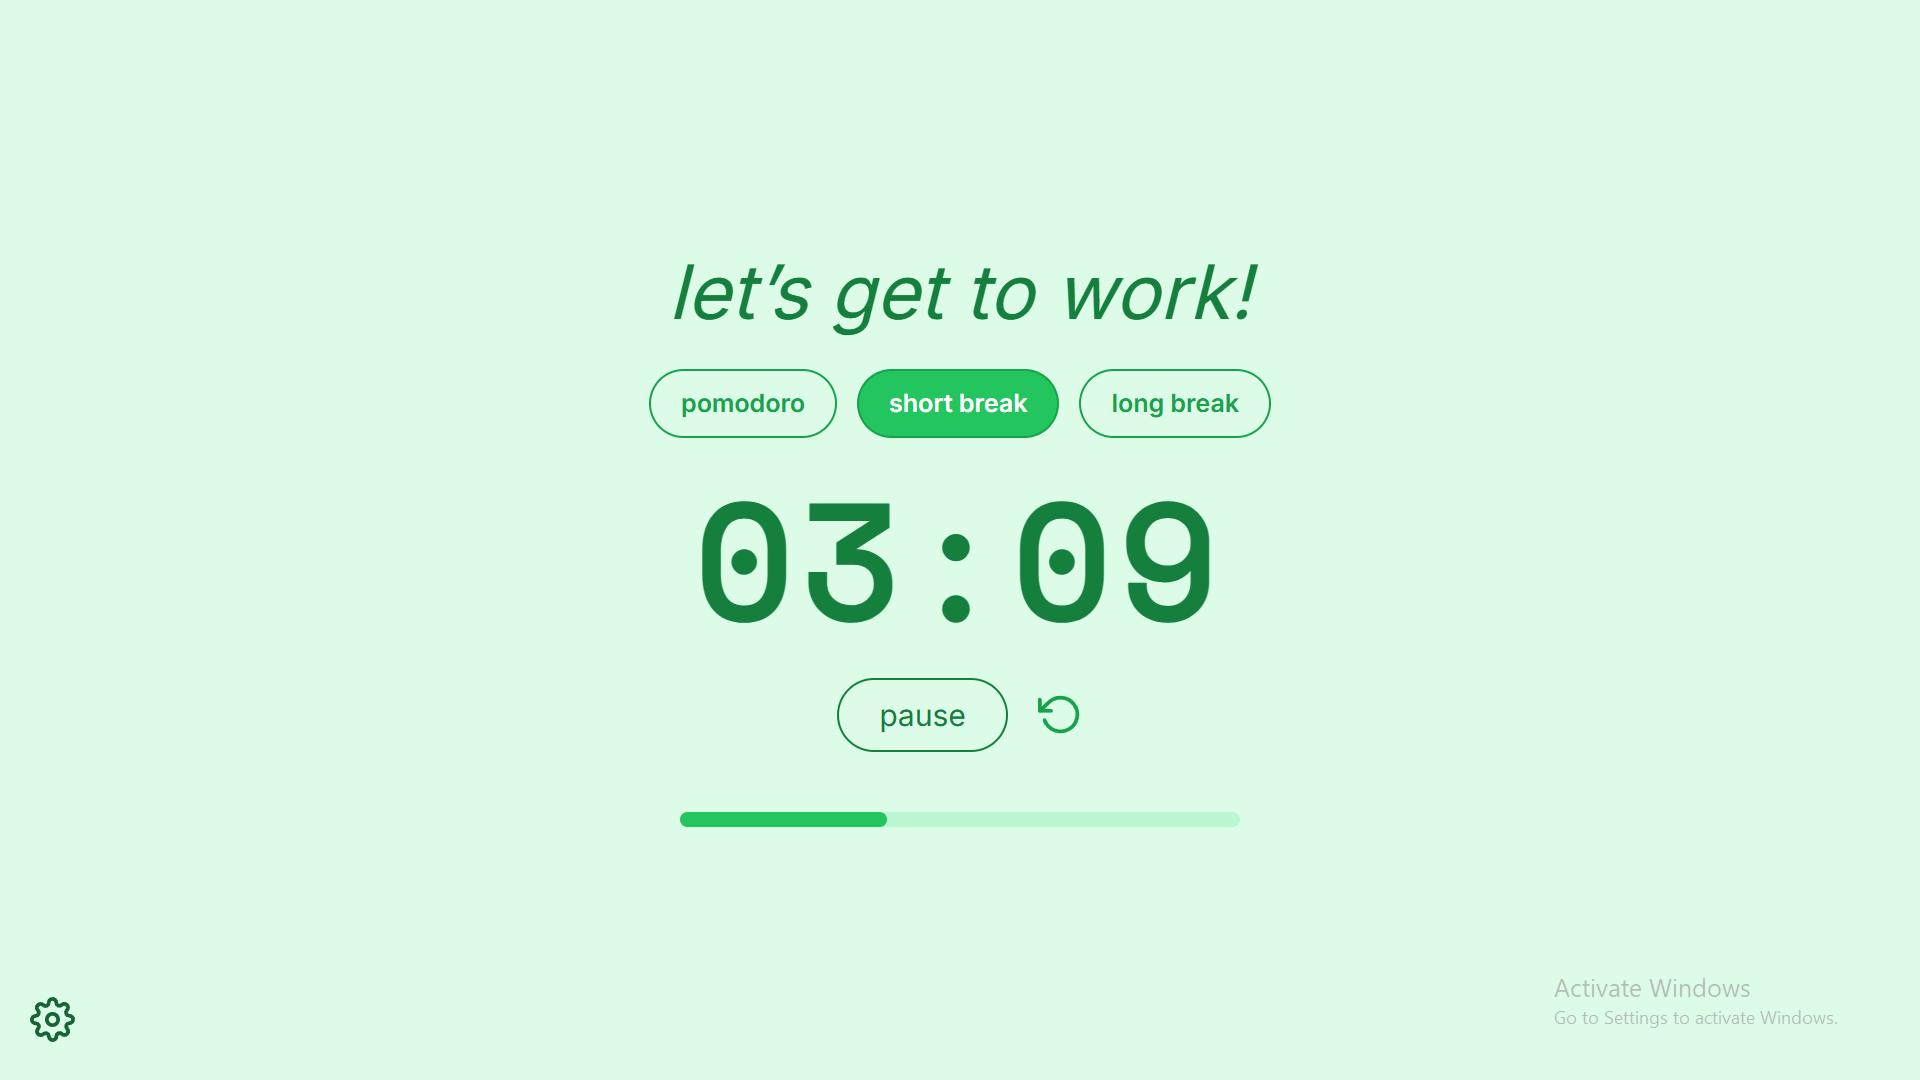 let's get to work!
pomodoro
short break
long break
03:09
pause
Activate Windows
Go to Settings to activate Windows.